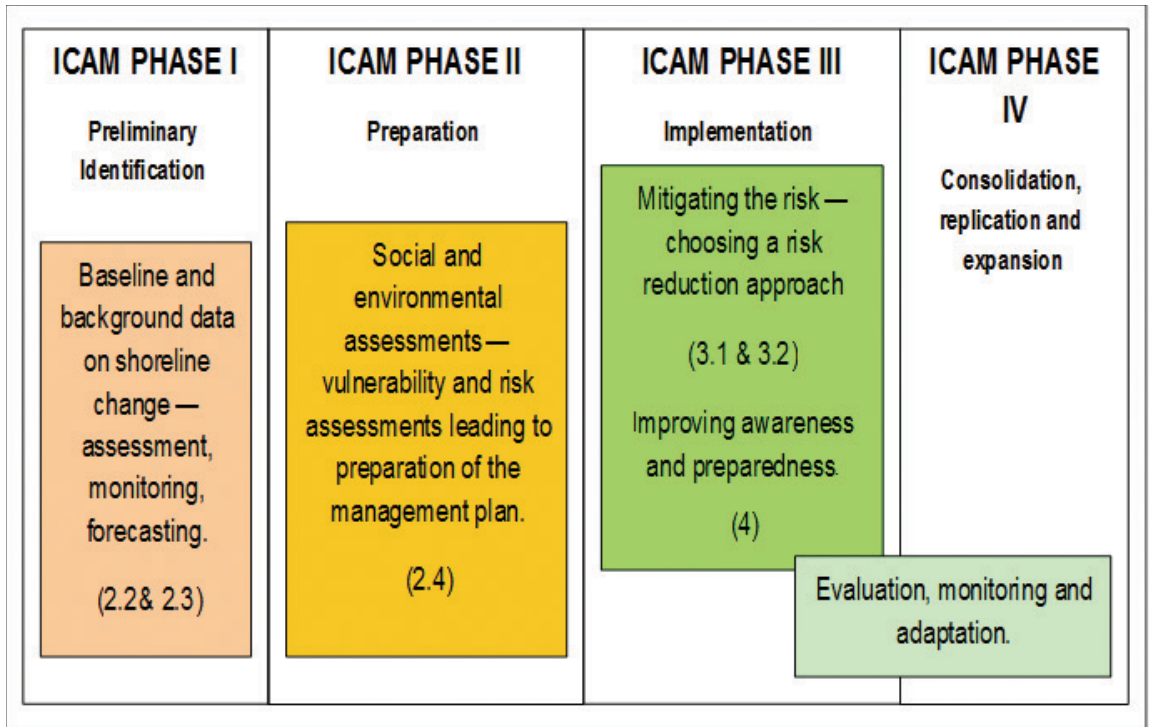 ICAM PHASE I
Preliminary
Identification
Baseline and
background data
on shoreline
change —
assessment,
monitoring,
forecasting.
(2.2& 2.3)
ICAM PHASE II
Preparation
Social and
environmental
assessments —
vulnerability and risk
assessments leading to
preparation of the
management plan.
(2.4)
ICAM PHASE III
Implementation
Mitigating the risk —
choosing a risk
reduction approach
(3.1 & 3.2)
Improving awareness
and preparedness.
(4)
ICAM PHASE
IV
Consolidation,
replication and
expansion
Evaluation, monitoring and
adaptation.